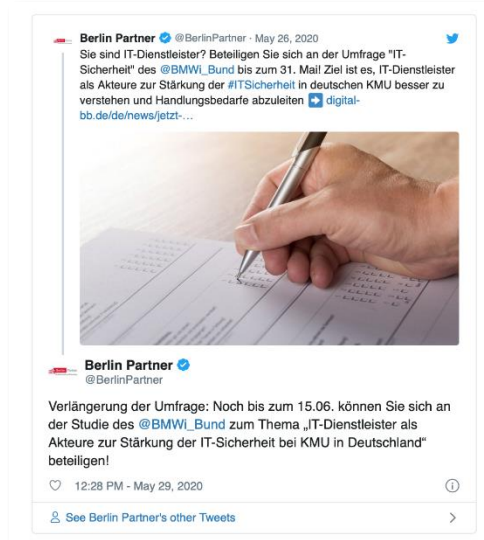 Berlin Partner @BerlinPartner · May 26, 2020
Sie sind IT-Dienstleister? Beteiligen Sie sich an der Umfrage "IT-
Sicherheit" des @BMWi_Bund bis zum 31. Mai! Ziel ist es, IT-Dienstleister
als Akteure zur Stärkung der #ITSicherheit in deutschen KMU besser zu
verstehen und Handlungsbedarfe abzuleiten ➡️ digital-
bb.de/de/news/jetzt-…
Berlin Partner
@BerlinPartner
Verlängerung der Umfrage: Noch bis zum 15.06. können Sie sich an
der Studie des @BMWi_Bund zum Thema „IT-Dienstleister als
Akteure zur Stärkung der IT-Sicherheit bei KMU in Deutschland“
beteiligen!
12:28 PM - May 29, 2020
See Berlin Partner's other Tweets